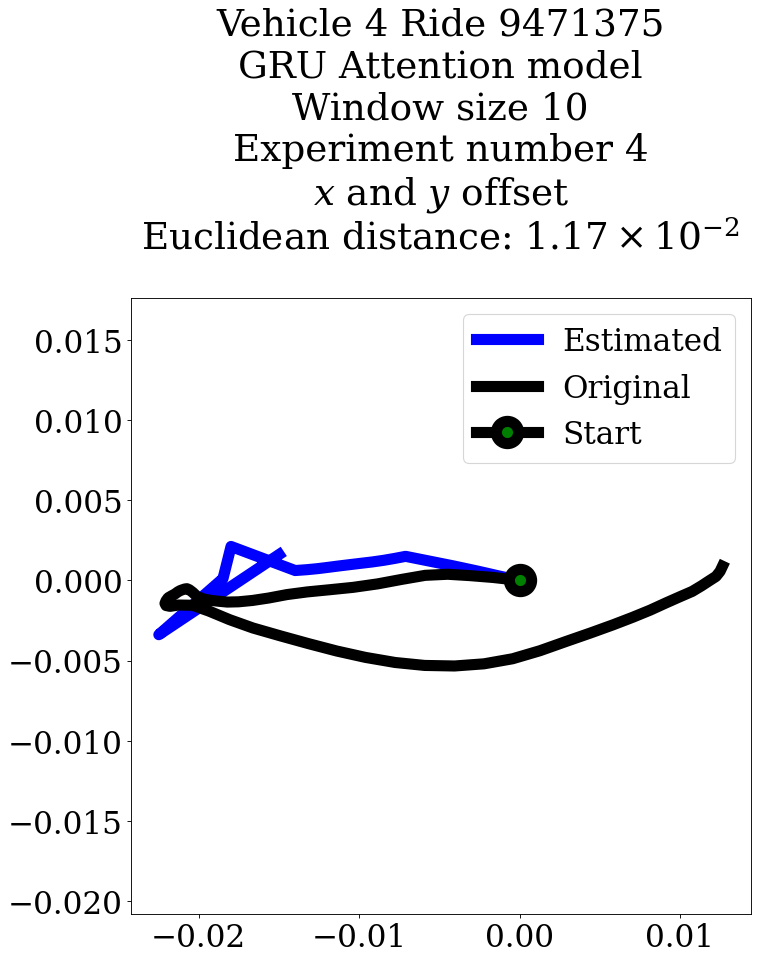 Vehicle 4 Ride 9471375
GRU Attention model
Window size 10
Experiment number 4
x and y offset
Euclidean distance: 1.17 × 10⁻²
Estimated
Original
Start
0.015
0.010
0.005
0.000
−0.005
−0.010
−0.015
−0.020
−0.02 −0.01 0.00 0.01